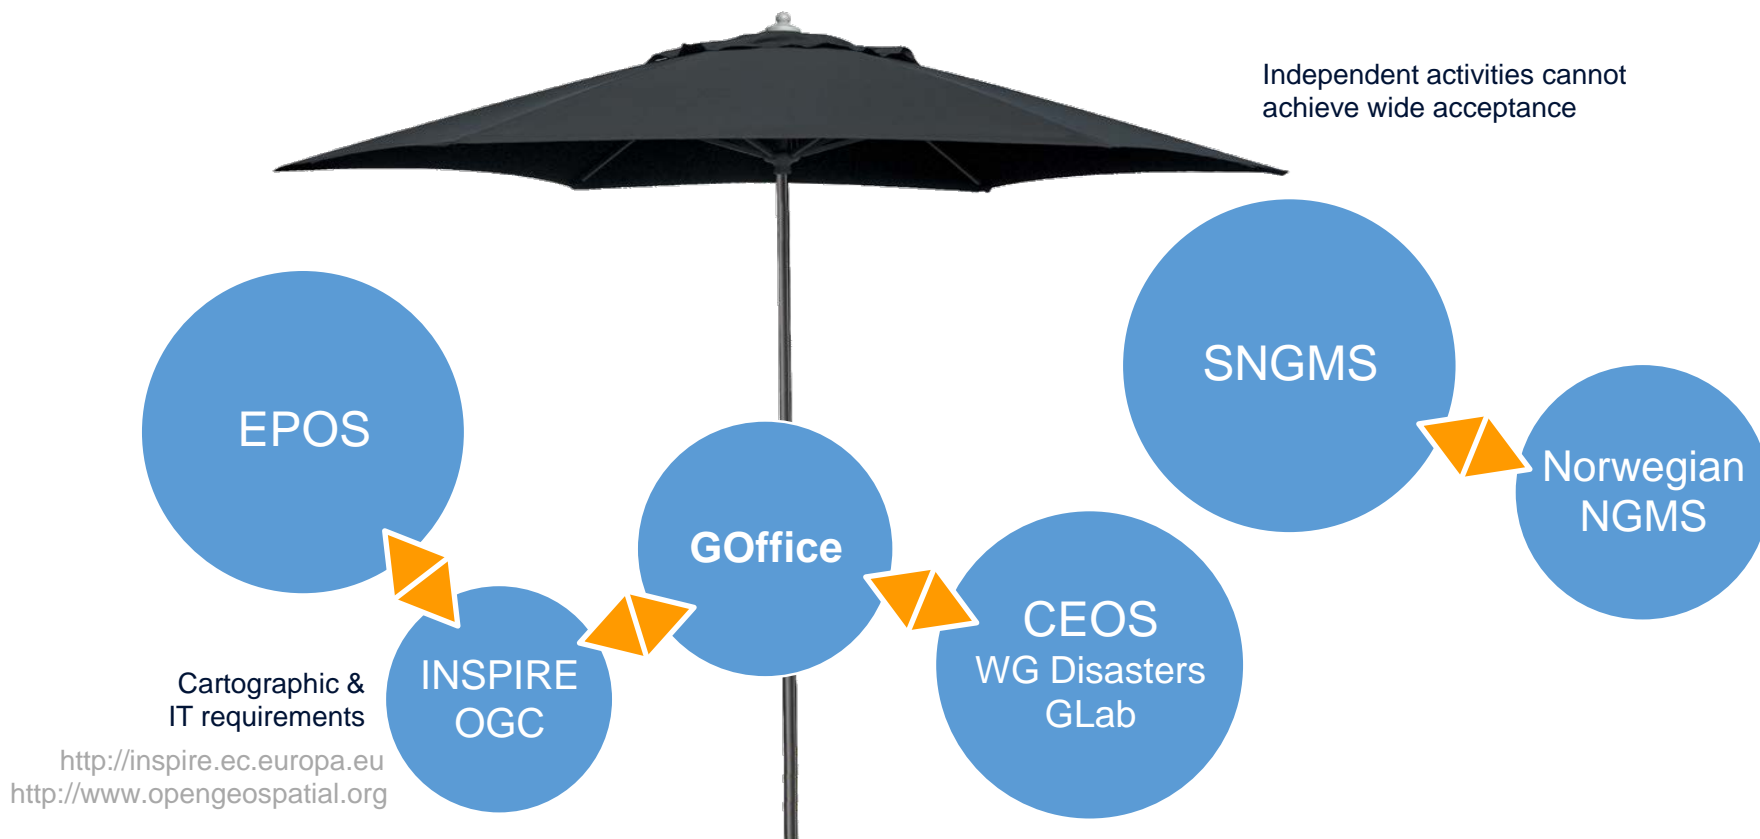 Independent activities cannot
achieve wide acceptance
EPOS
SNGMS
Norwegian
NGMS
GOffice
CEOS
WG Disasters
GLab
INSPIRE
OGC
Cartographic &
IT requirements
http://inspire.ec.europa.eu
http://www.opengeospatial.org